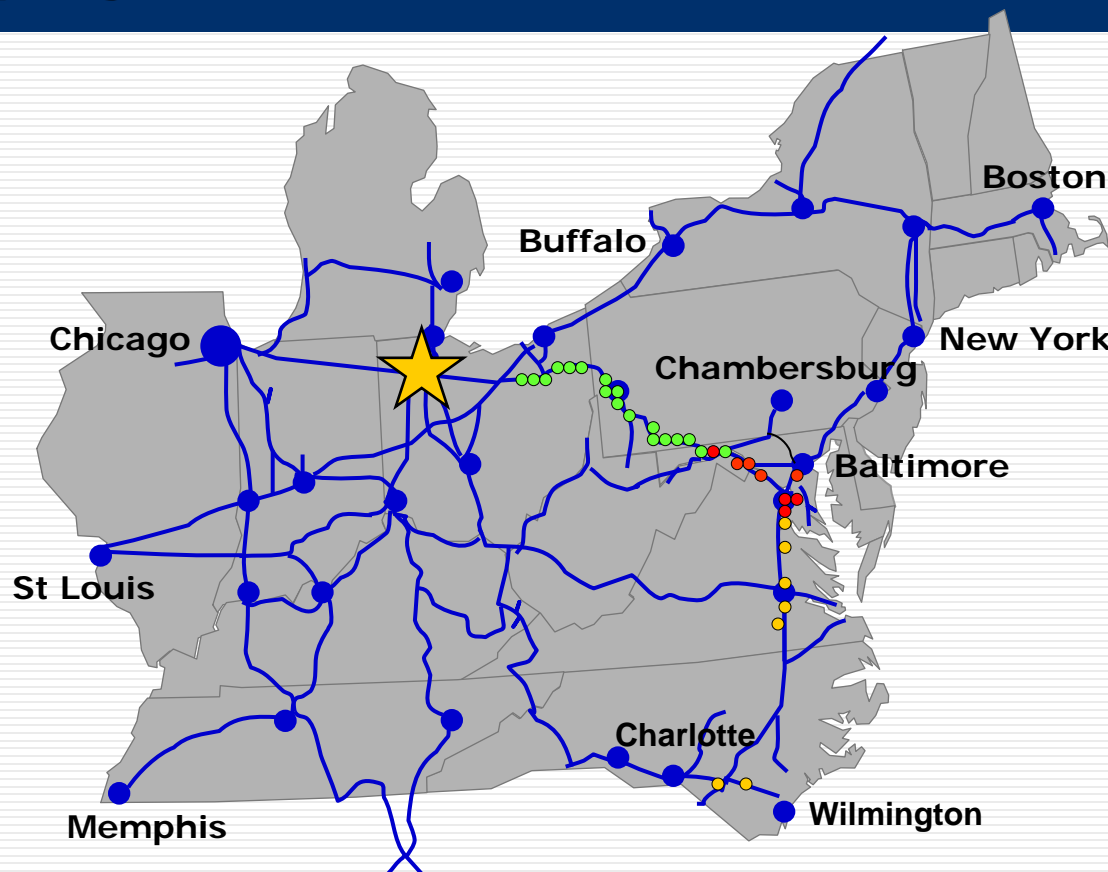 Boston
Buffalo
Chicago
New York
Chambersburg
Baltimore
St Louis
Charlotte
Wilmington
Memphis